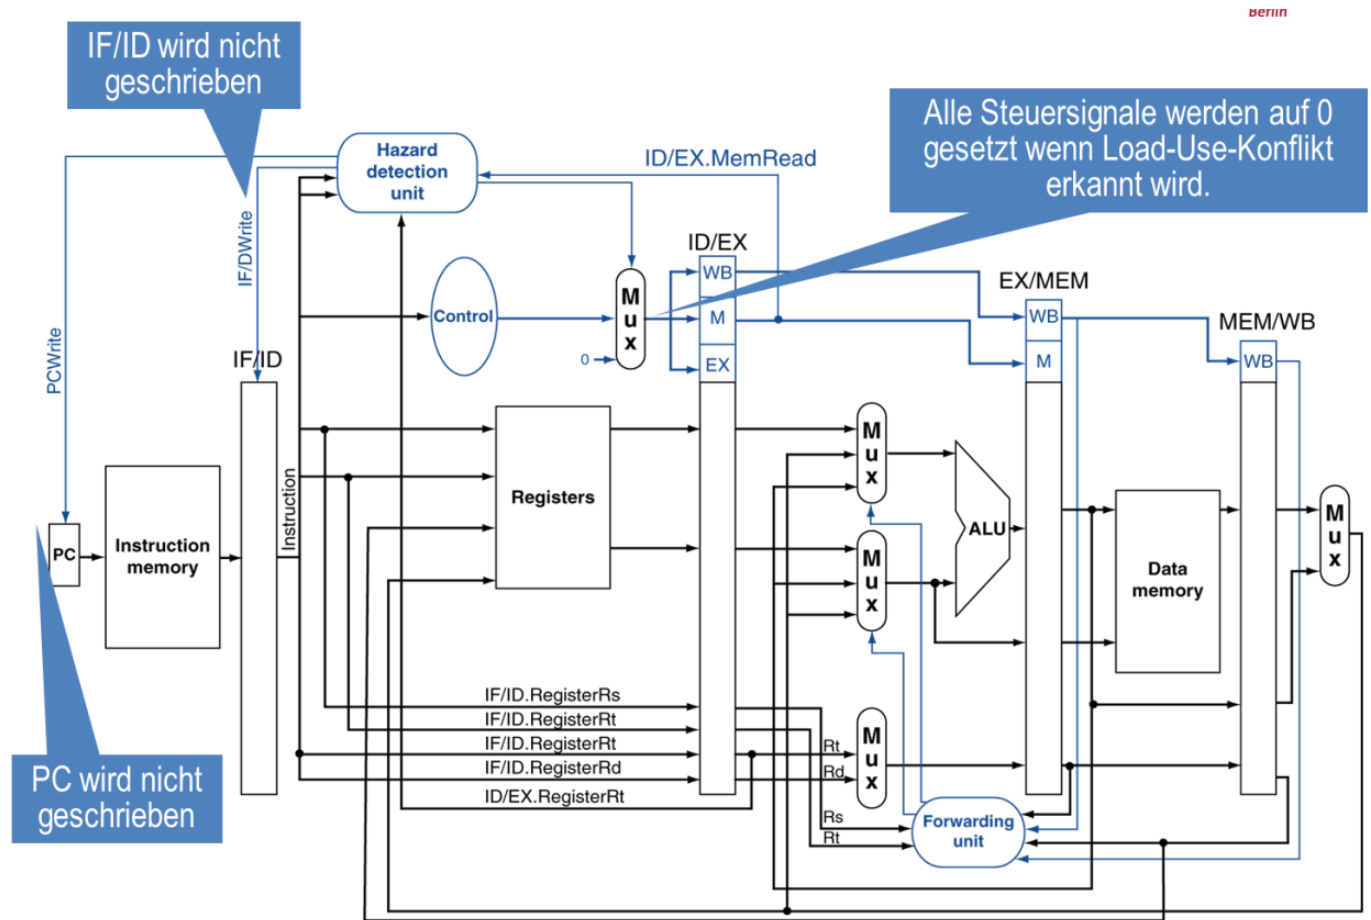 Berlin
IF/ID wird nicht
geschrieben
Alle Steuersignale werden auf 0
gesetzt wenn Load-Use-Konflikt
erkannt wird.
Hazard
detection
unit
ID/EX.MemRead
IF/DWrite
PCWrite
ID/EX
WB
M
EX
Control
0
M
u
x
EX/MEM
WB
M
MEM/WB
WB
IF/ID
PC
Instruction
memory
Instruction
Registers
M
u
x
M
u
x
ALU
Data
memory
M
u
x
IF/ID.RegisterRs
IF/ID.RegisterRt
IF/ID.RegisterRt
IF/ID.RegisterRd
ID/EX.RegisterRt
Rt
Rd
M
u
x
Rs
Rt
Forwarding
unit
PC wird nicht
geschrieben